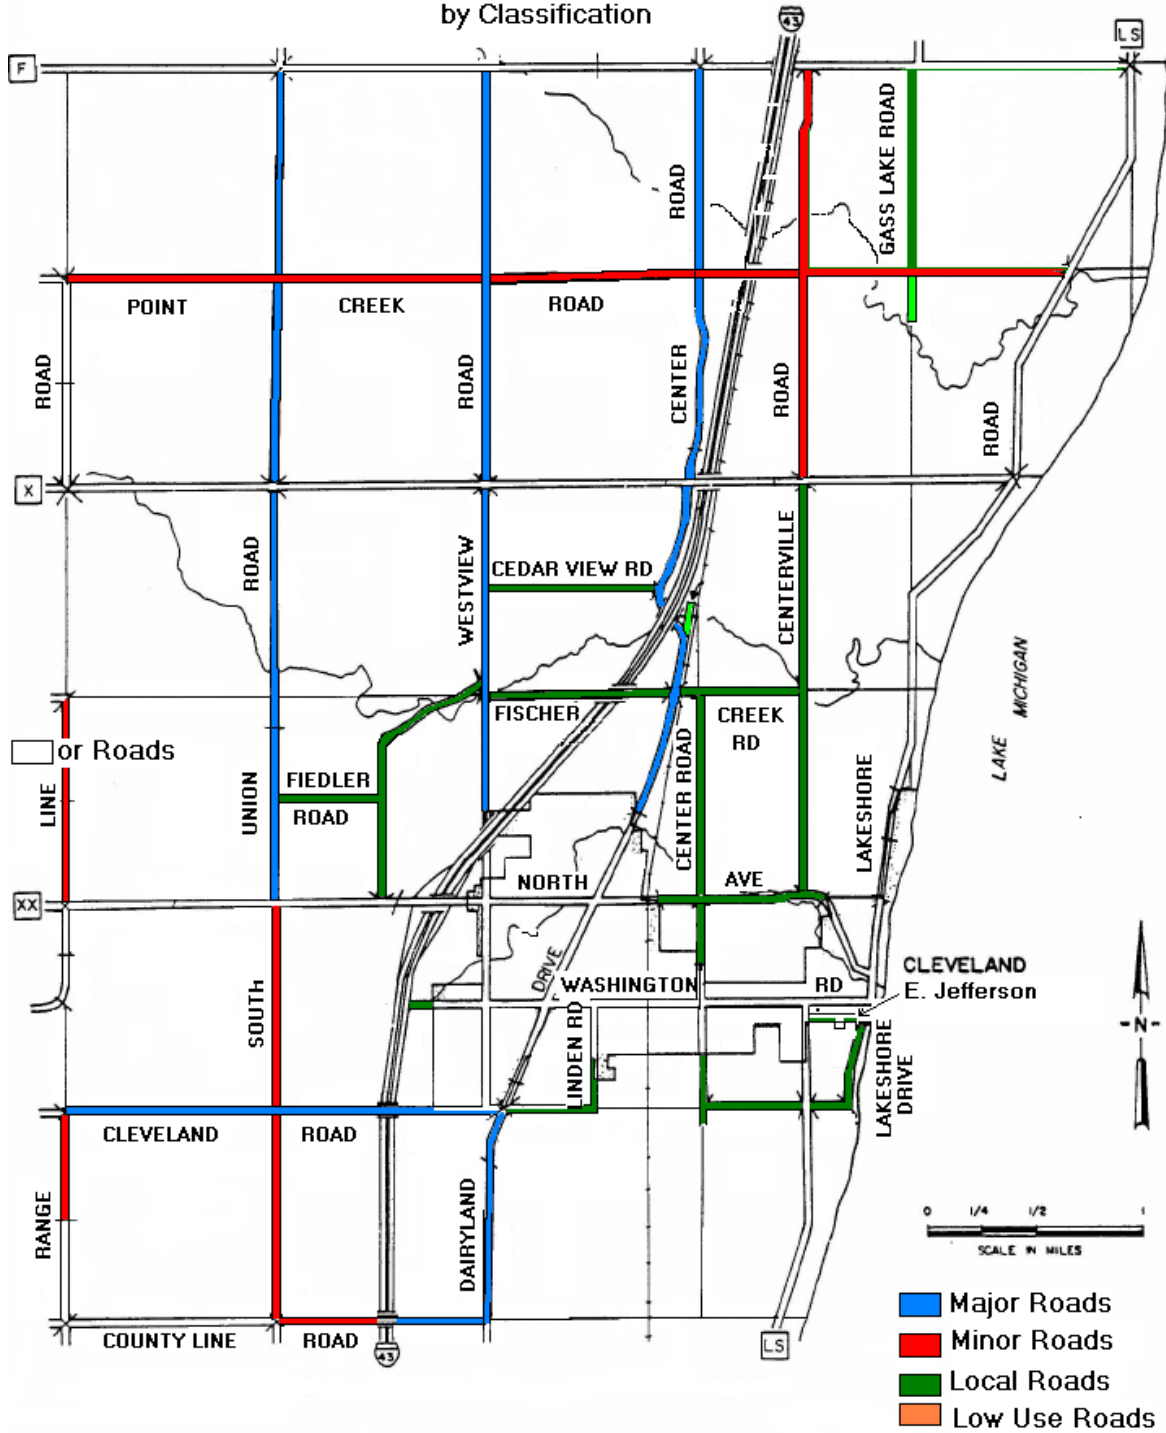 by Classification
43
LS
F
ROAD
GASS LAKE ROAD
POINT CREEK ROAD
ROAD
ROAD
CENTER
ROAD
ROAD
X
ROAD
WESTVIEW
CEDAR VIEW RD
CENTERVILLE
LAKE MICHIGAN
FISCHER CREEK
RD
or Roads
LINE
UNION
FIEDLER
ROAD
CENTER ROAD
LAKESHORE
XX
NORTH AVE
DRIVE
WASHINGTON RD
CLEVELAND
E. Jefferson
SOUTH
LINDEN RD
LAKESHORE
DRIVE
N
CLEVELAND ROAD
RANGE
DAIRYLAND
0 1/4 1/2 1
SCALE IN MILES
COUNTY LINE ROAD
43
LS
Major Roads
Minor Roads
Local Roads
Low Use Roads